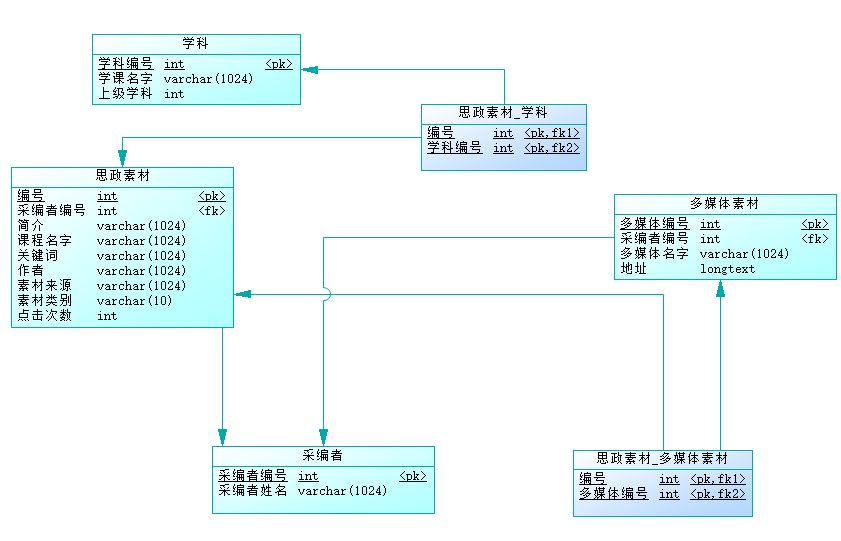 学科
学科编号 int <pk>
学课名字 varchar(1024)
上级学科 int
思政素材_学科
编号 int <pk,fk1>
学科编号 int <pk,fk2>
思政素材
编号 int <pk>
采编者编号 int <fk>
简介 varchar(1024)
课程名字 varchar(1024)
关键词 varchar(1024)
作者 varchar(1024)
素材来源 varchar(1024)
素材类别 varchar(10)
点击次数 int
多媒体素材
多媒体编号 int <pk>
采编者编号 int <fk>
多媒体名字 varchar(1024)
地址 longtext
采编者
采编者编号 int <pk>
采编者姓名 varchar(1024)
思政素材_多媒体素材
编号 int <pk,fk1>
多媒体编号 int <pk,fk2>